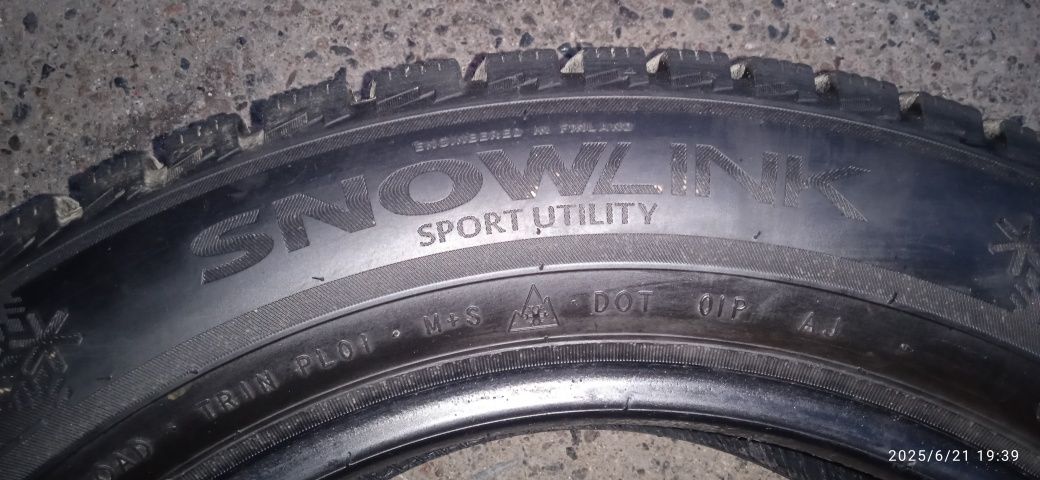 ENGINEERED IN FINLAND
SNOWLINK
SPORT UTILITY
TRIN PL01 · M+S DOT 01P AJ
2025/6/21 19:39